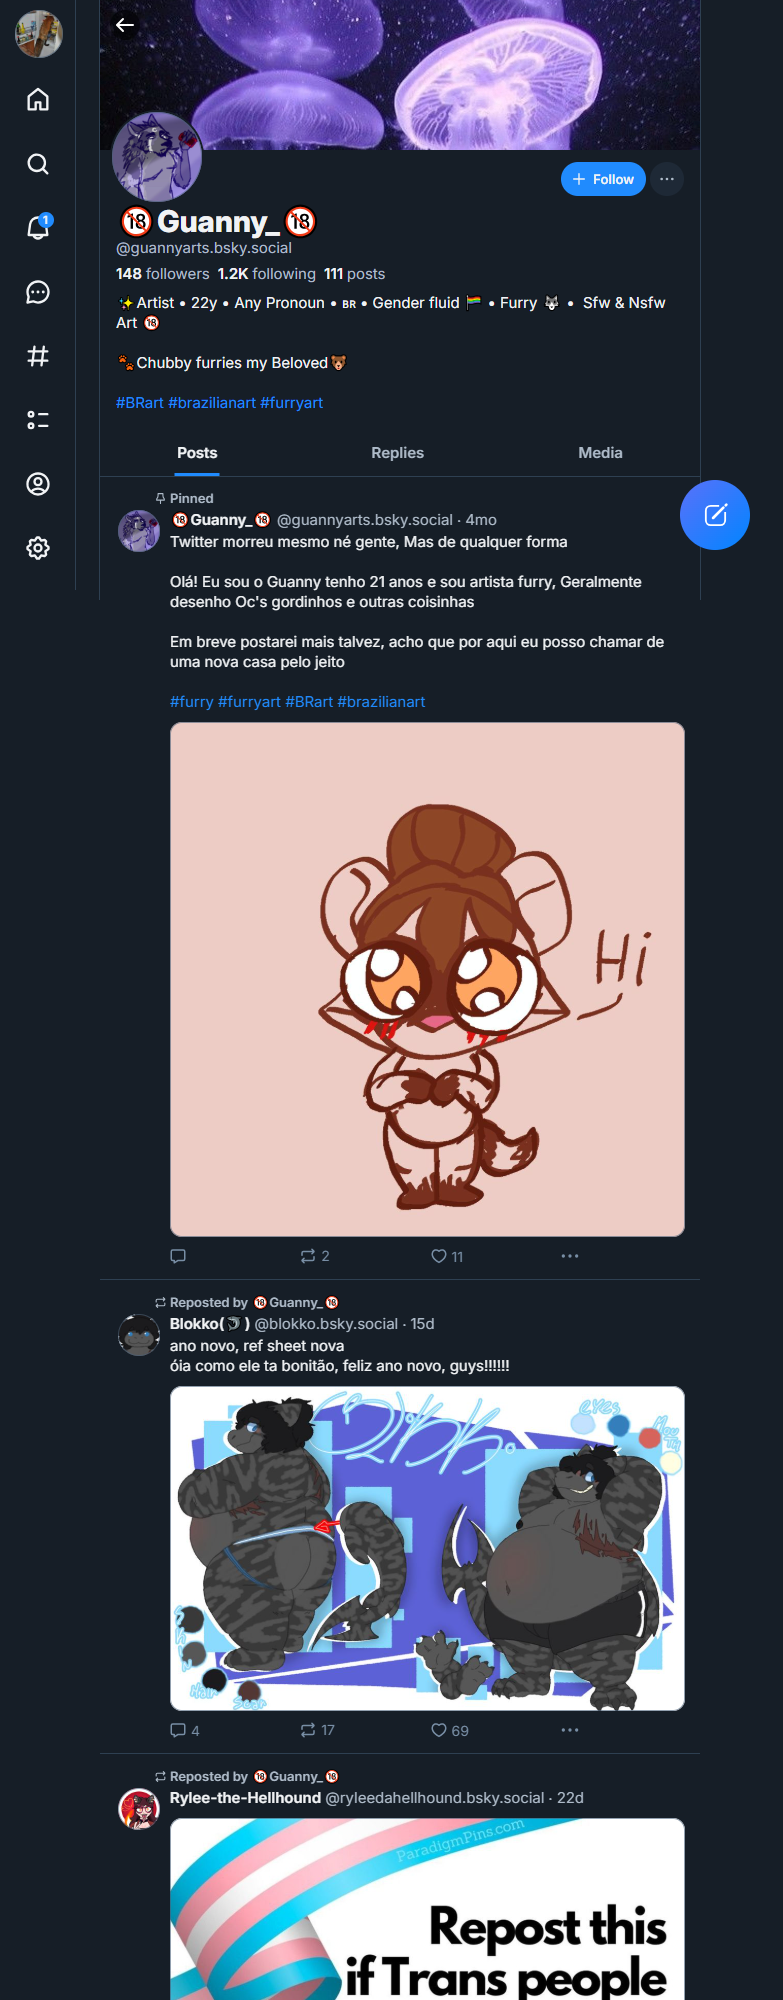 🔞Guanny_🔞
@guannyarts.bsky.social
148 followers 1.2K following 111 posts
✨Artist • 22y • Any Pronoun • 🇧🇷 • Gender fluid 🏳️‍🌈 • Furry 🐺 • Sfw & Nsfw
Art 🔞
🐾Chubby furries my Beloved🐻
#BRart #brazilianart #furryart
Follow
1
Posts Replies Media
Pinned
🔞Guanny_🔞 @guannyarts.bsky.social · 4mo
Twitter morreu mesmo né gente, Mas de qualquer forma
Olá! Eu sou o Guanny tenho 21 anos e sou artista furry, Geralmente
desenho Oc's gordinhos e outras coisinhas
Em breve postarei mais talvez, acho que por aqui eu posso chamar de
uma nova casa pelo jeito
#furry #furryart #BRart #brazilianart
Hi
2 11
Reposted by 🔞Guanny_🔞
Blokko( ) @blokko.bsky.social · 15d
ano novo, ref sheet nova
óia como ele ta bonitão, feliz ano novo, guys!!!!!!
Blokko.
eyes
Hair
Scar
4 17 69
Reposted by 🔞Guanny_🔞
Rylee-the-Hellhound @ryleedahellhound.bsky.social · 22d
ParadigmPins.com
Repost this
if Trans people